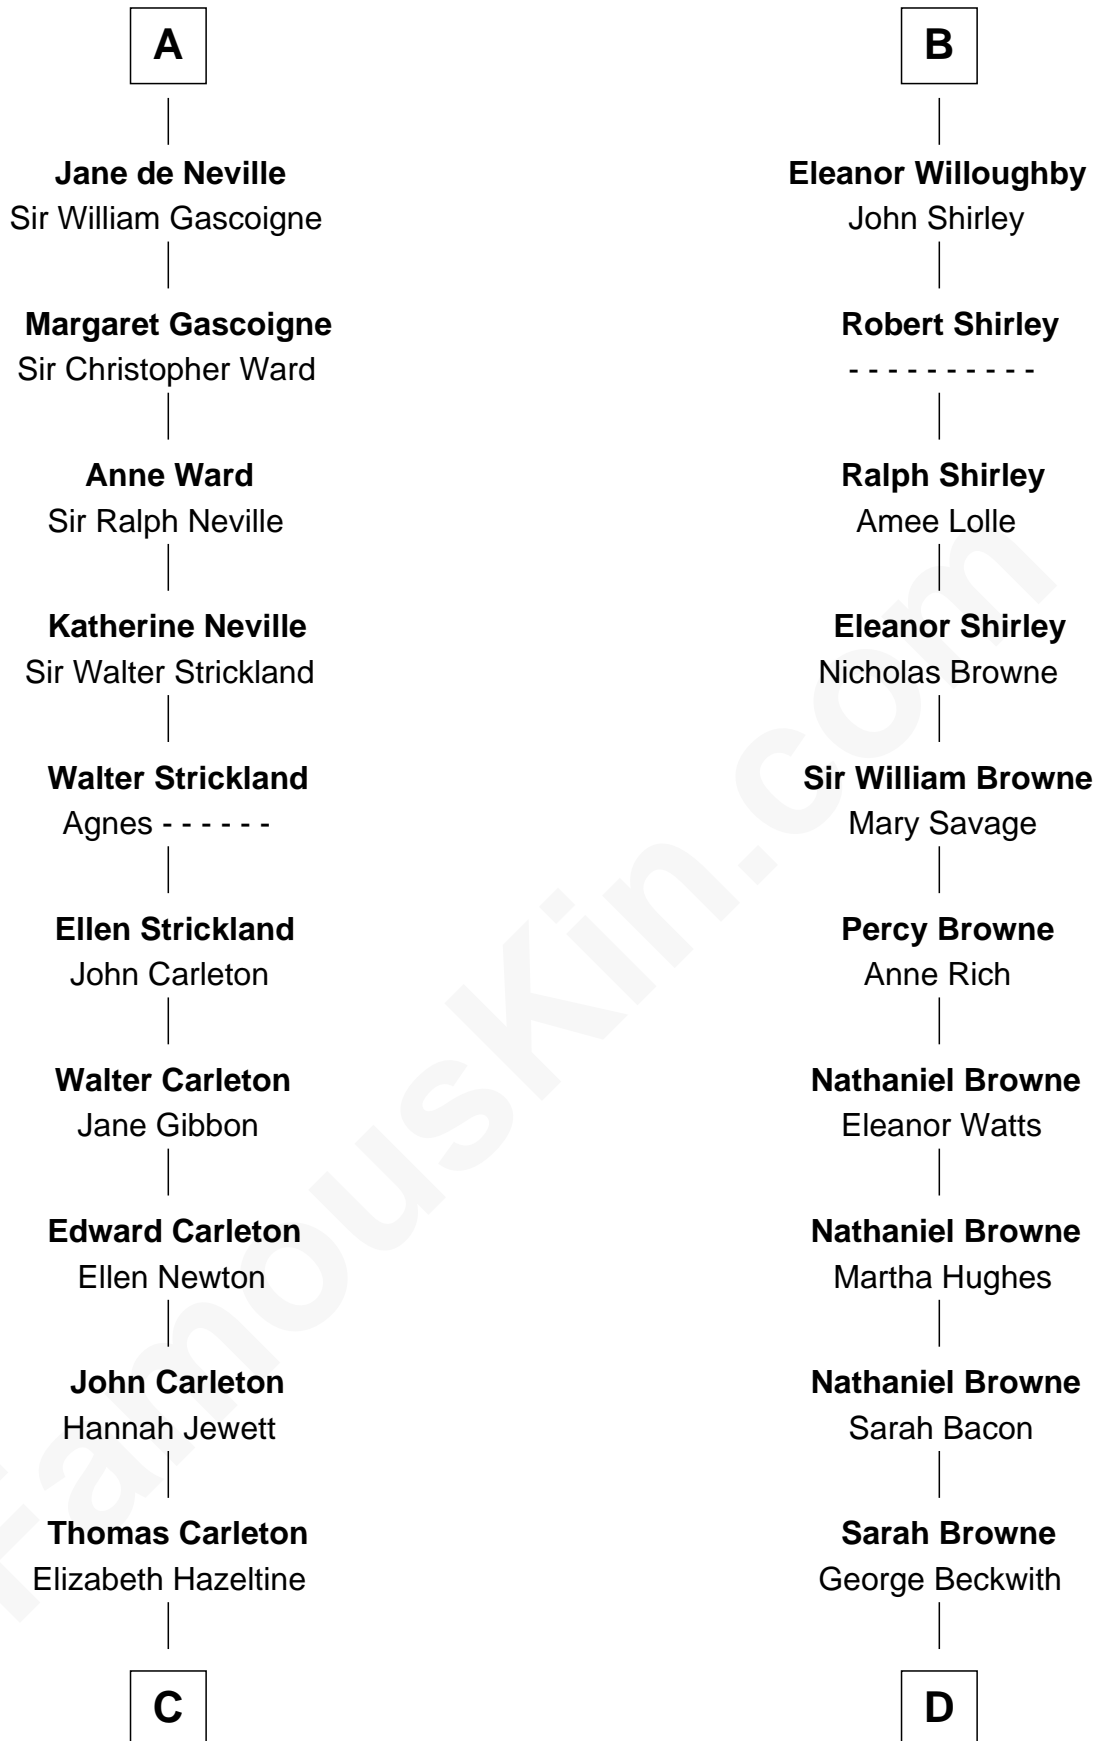 A
Jane de Neville
Sir William Gascoigne
Margaret Gascoigne
Sir Christopher Ward
Anne Ward
Sir Ralph Neville
Katherine Neville
Sir Walter Strickland
Walter Strickland
Agnes - - - - - -
Ellen Strickland
John Carleton
Walter Carleton
Jane Gibbon
Edward Carleton
Ellen Newton
John Carleton
Hannah Jewett
Thomas Carleton
Elizabeth Hazeltine
C
B
Eleanor Willoughby
John Shirley
Robert Shirley
- - - - - - - - - -
Ralph Shirley
Amee Lolle
Eleanor Shirley
Nicholas Browne
Sir William Browne
Mary Savage
Percy Browne
Anne Rich
Nathaniel Browne
Eleanor Watts
Nathaniel Browne
Martha Hughes
Nathaniel Browne
Sarah Bacon
Sarah Browne
George Beckwith
D
FamousKin.com